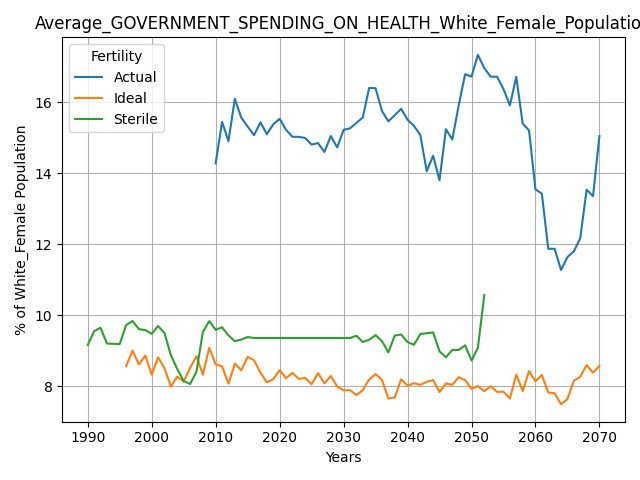 Average_GOVERNMENT_SPENDING_ON_HEALTH_White_Female_Populatio
Fertility
Actual
Ideal
Sterile
% of White_Female Population
16
14
12
10
8
1990 2000 2010 2020 2030 2040 2050 2060 2070
Years